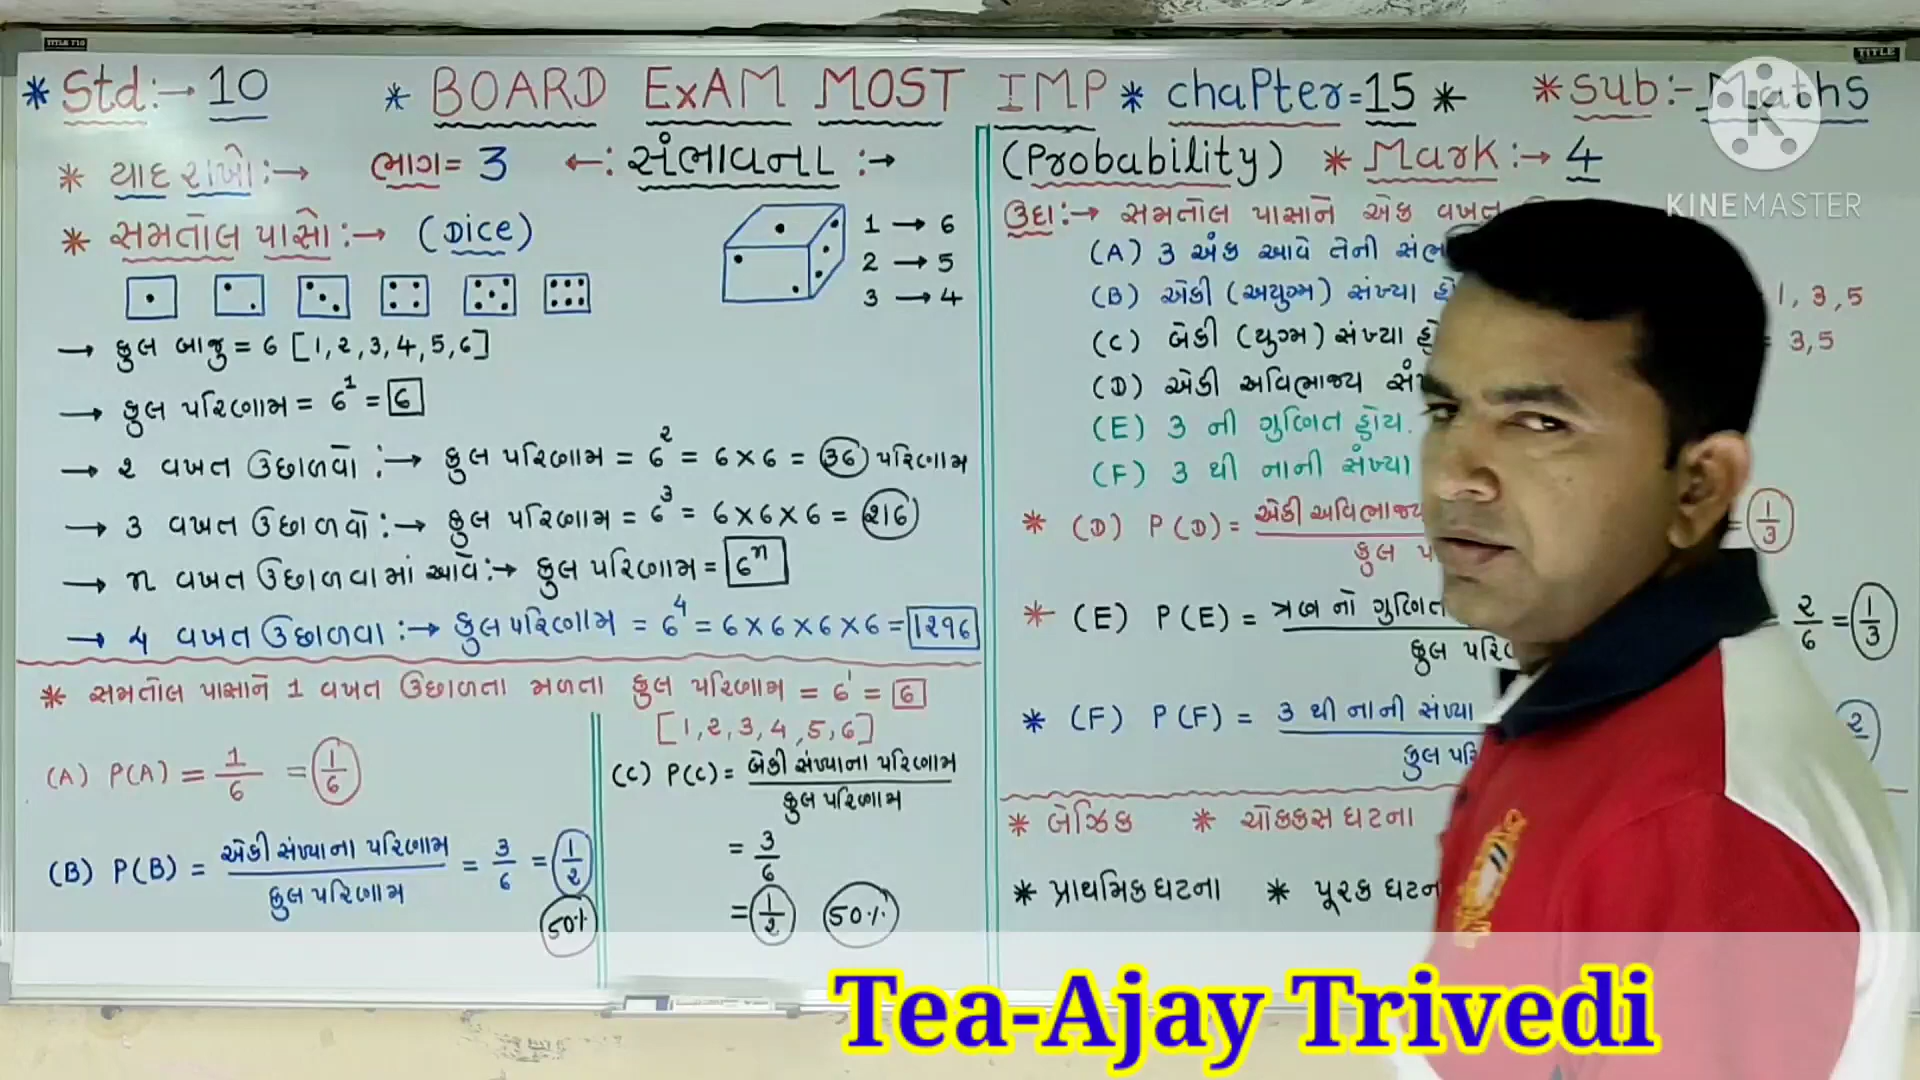 * Std:→ 10 * BOARD ExAM MOST IMP * chaPter=15 * * Sub:- Maths
* યાદ રાખો:→ ભાગ= 3 ←: સંભાવના :→
* સમતોલ પાસો:→ (Dice)
1 → 6
2 → 5
3 → 4
→ કુલ બાજુ = 6 [1,2,3,4,5,6]
→ કુલ પરિણામ = 6¹ = 6
→ ૨ વખત ઉછાળવો :→ કુલ પરિણામ = 6² = 6×6 = 36 પરિણામ
→ 3 વખત ઉછાળવો :→ કુલ પરિણામ = 6³ = 6×6×6 = 216
→ n વખત ઉછાળવામાં આવે:→ કુલ પરિણામ = 6ⁿ
→ ૪ વખત ઉછાળવા :→ કુલ પરિણામ = 6⁴ = 6×6×6×6 = 1296
* સમતોલ પાસાને 1 વખત ઉછાળતા મળતા કુલ પરિણામ = 6¹ = 6
[1,2,3,4,5,6]
(A) P(A) = 1/6 = 1/6
(B) P(B) = એકી સંખ્યાના પરિણામ / કુલ પરિણામ = 3/6 = 1/2
50%
(C) P(C) = બેકી સંખ્યાના પરિણામ / કુલ પરિણામ
= 3/6
= 1/2 50%
(Probability) * Mark :→ 4
ઉદા:→ સમતોલ પાસાને એક વખત
(A) 3 અંક આવે તેની
(B) એકી (અયુગ્મ) સંખ્યા 1, 3, 5
(C) બેકી (યુગ્મ) સંખ્યા = 3,5
(D) એકી અવિભાજ્ય
(E) 3 ની ગુણિત હોય.
(F) 3 થી નાની સંખ્યા
* (D) P(D) = એકી અવિભાજ્ય / કુલ = 1/3
* (E) P(E) = ત્રણ નો ગુણિત / કુલ 2/6 = 1/3
* (F) P(F) = 3 થી નાની સંખ્યા / કુલ 2
* બેઝિક * ચોક્કસ ઘટના
* પ્રાથમિક ઘટના * પૂરક
KINEMASTER
Tea-Ajay Trivedi